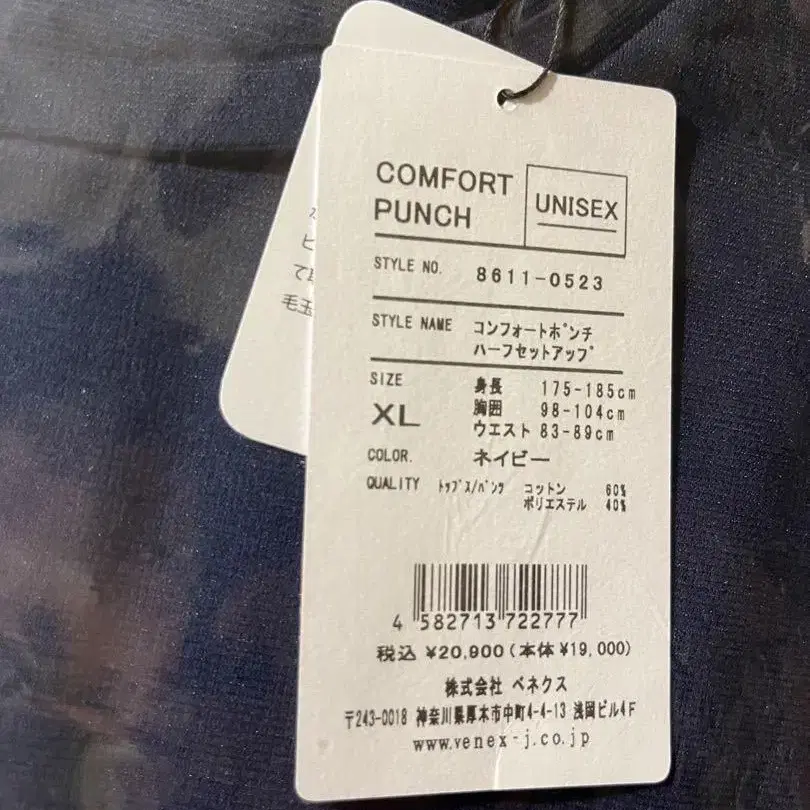 COMFORT
PUNCH
UNISEX
STYLE NO. 8611-0523
STYLE NAME コンフォートポンチ
ハーフセットアップ
SIZE 身長 175-185cm
XL 胸囲 98-104cm
ウエスト 83-89cm
COLOR. ネイビー
QUALITY トップス/パンツ コットン 60%
ポリエステル 40%
4 582713 722777
税込 ¥20,900(本体¥19,000)
株式会社 ベネクス
〒243-0018 神奈川県厚木市中町4-4-13 浅岡ビル4F
www.venex-j.co.jp
毛玉